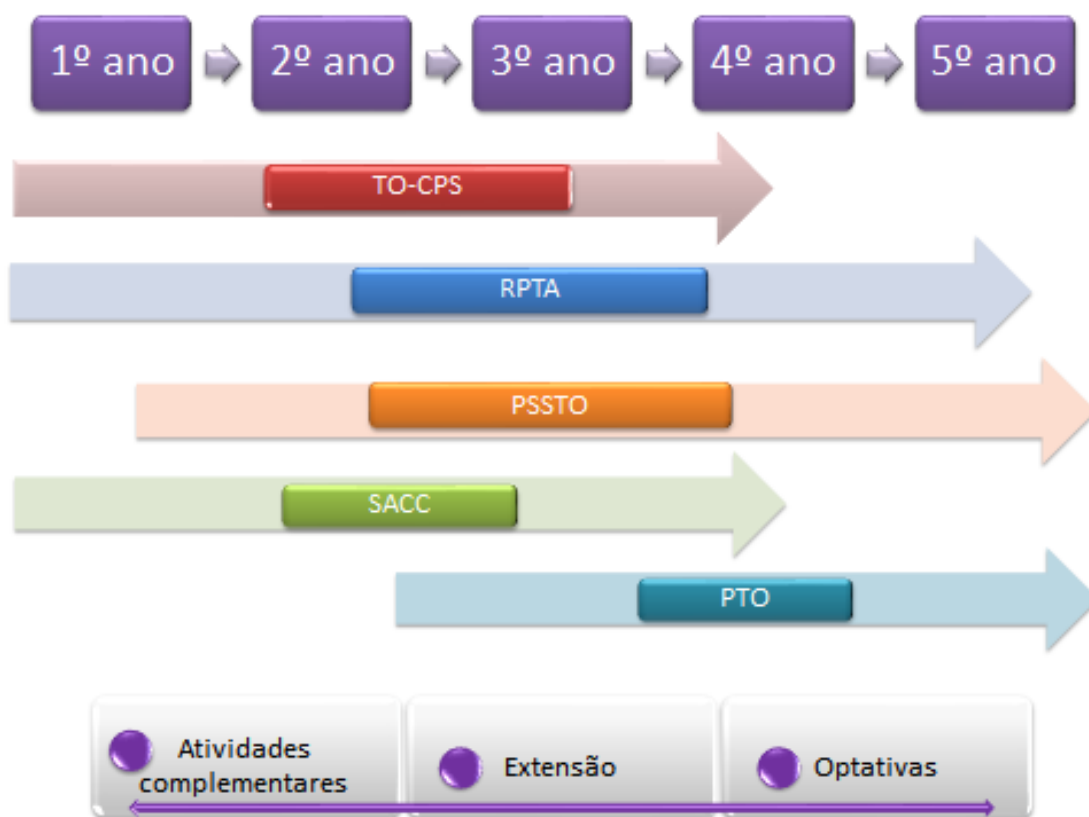 1º ano
2º ano
3º ano
4º ano
5º ano
TO-CPS
RPTA
PSSTO
SACC
PTO
Atividades
complementares
Extensão
Optativas